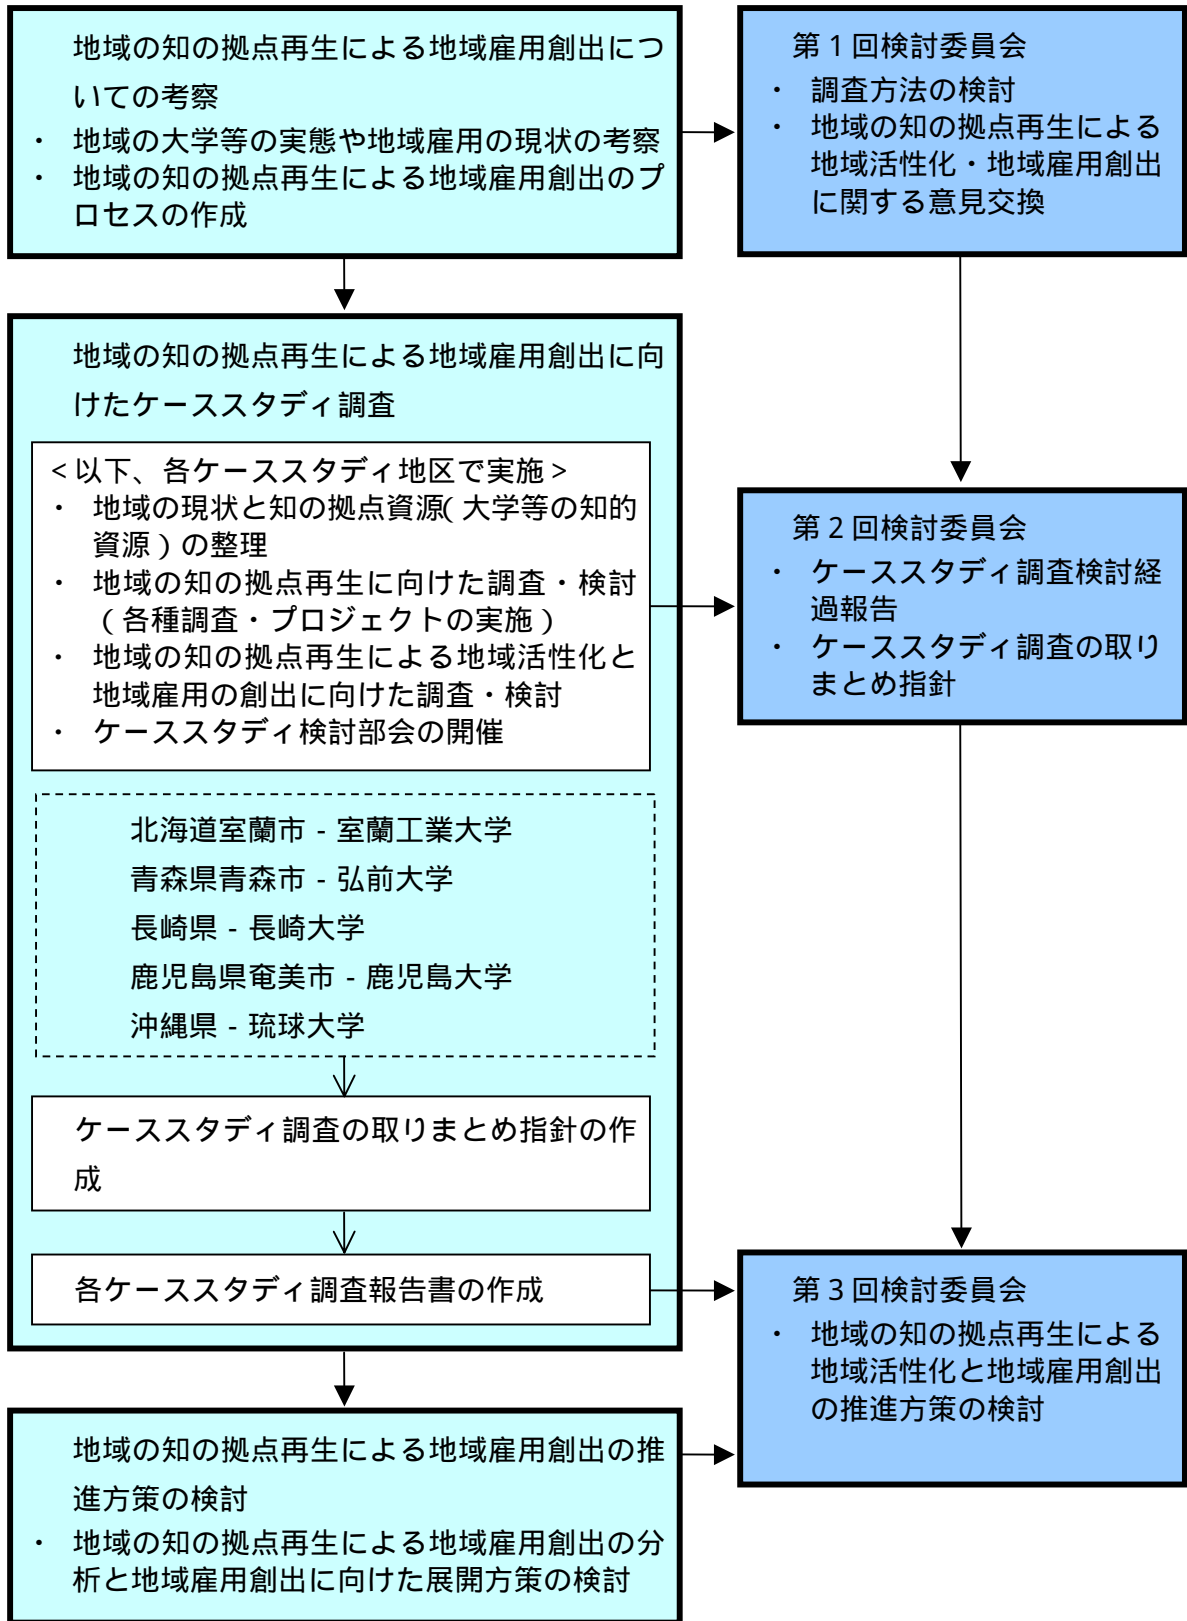 地域の知の拠点再生による地域雇用創出につ
いての考察
・ 地域の大学等の実態や地域雇用の現状の考察
・ 地域の知の拠点再生による地域雇用創出のプ
ロセスの作成
第1回検討委員会
・ 調査方法の検討
・ 地域の知の拠点再生による
地域活性化・地域雇用創出
に関する意見交換
地域の知の拠点再生による地域雇用創出に向
けたケーススタディ調査
<以下、各ケーススタディ地区で実施>
・ 地域の現状と知の拠点資源(大学等の知的
資源)の整理
・ 地域の知の拠点再生に向けた調査・検討
(各種調査・プロジェクトの実施)
・ 地域の知の拠点再生による地域活性化と
地域雇用の創出に向けた調査・検討
・ ケーススタディ検討部会の開催
第2回検討委員会
・ ケーススタディ調査検討経
過報告
・ ケーススタディ調査の取り
まとめ指針
北海道室蘭市 - 室蘭工業大学
青森県青森市 - 弘前大学
長崎県 - 長崎大学
鹿児島県奄美市 - 鹿児島大学
沖縄県 - 琉球大学
ケーススタディ調査の取りまとめ指針の作
成
各ケーススタディ調査報告書の作成
第3回検討委員会
・ 地域の知の拠点再生による
地域活性化と地域雇用創出
の推進方策の検討
地域の知の拠点再生による地域雇用創出の推
進方策の検討
・ 地域の知の拠点再生による地域雇用創出の分
析と地域雇用創出に向けた展開方策の検討